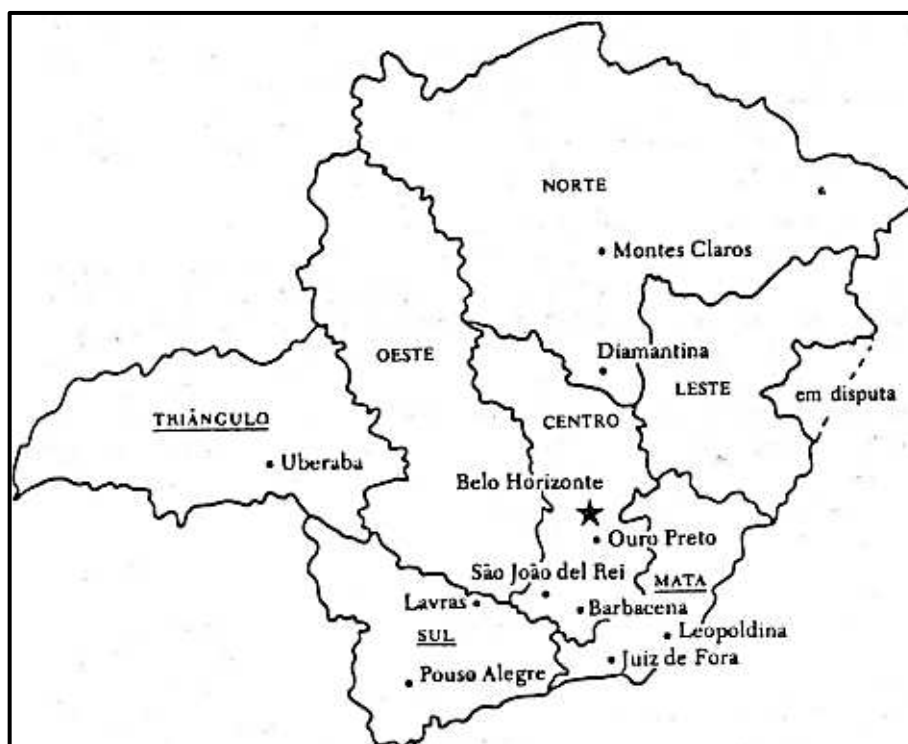 NORTE
Montes Claros
Diamantina
OESTE
LESTE
em disputa
TRIÂNGULO
CENTRO
Uberaba
Belo Horizonte
Ouro Preto
São João del Rei
MATA
Lavras
Barbacena
SUL
Leopoldina
Juiz de Fora
Pouso Alegre